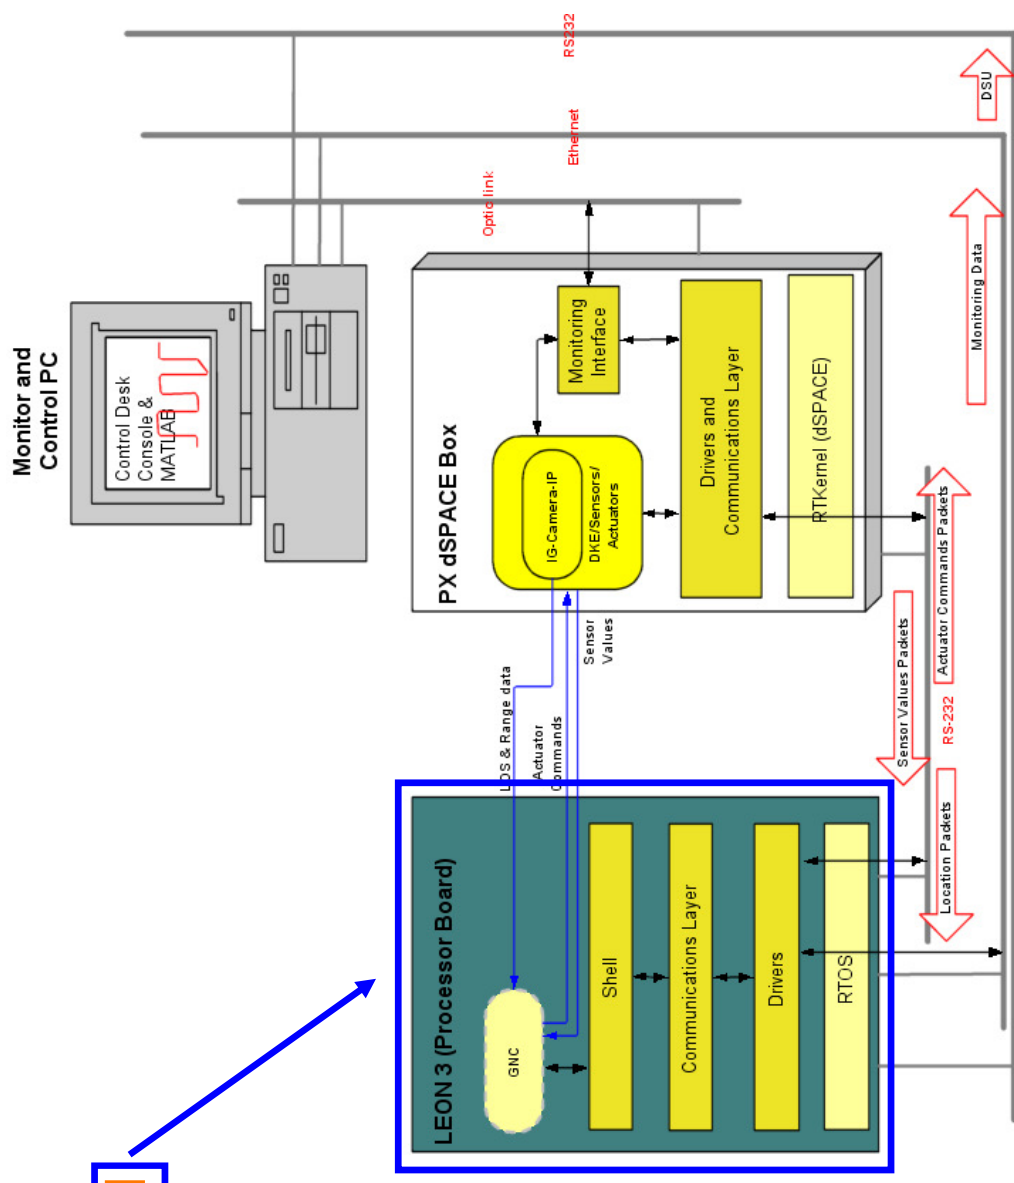 Monitor and
Control PC
Control Desk
Console &
MATLAB
RS232
Ethernet
Optic link
DSU
Monitoring Data
PX dSPACE Box
IG-Camera-IP
DKE/Sensors/
Actuators
Monitoring
Interface
Drivers and
Communications Layer
RTKernel (dSPACE)
LOS & Range data
Actuator
Commands
Sensor
Values
Sensor Values Packets
Actuator Commands Packets
RS-232
Location Packets
LEON 3 (Processor Board)
GNC
Shell
Communications Layer
Drivers
RTOS